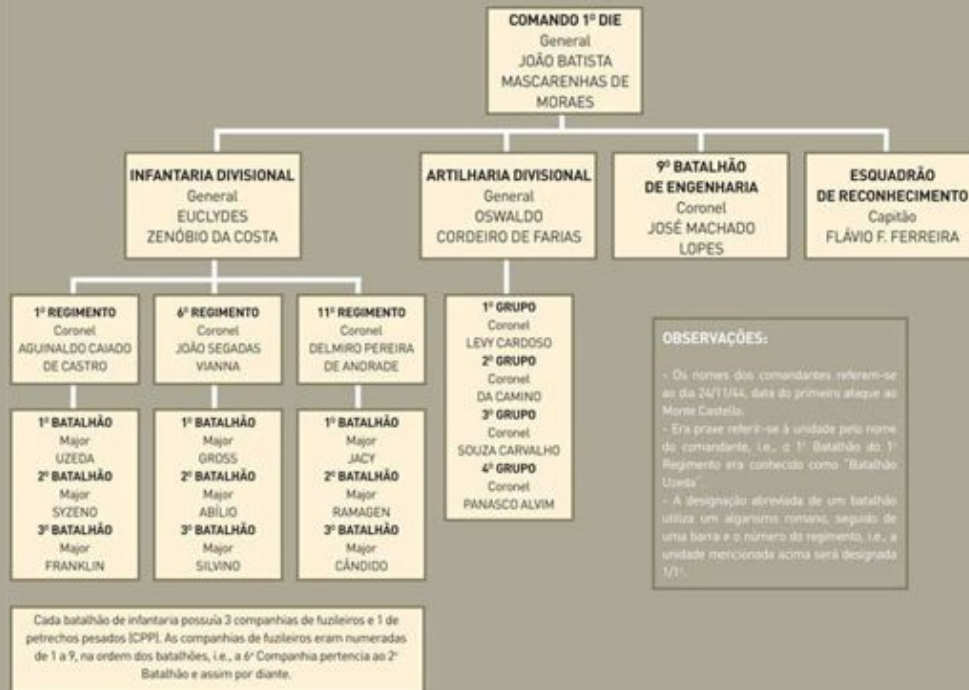 COMANDO 1º DIE
General
JOÃO BATISTA
MASCARENHAS DE
MORAES
INFANTARIA DIVISIONAL
General
EUCLYDES
ZENÓBIO DA COSTA
ARTILHARIA DIVISIONAL
General
OSWALDO
CORDEIRO DE FARIAS
9º BATALHÃO
DE ENGENHARIA
Coronel
JOSÉ MACHADO
LOPES
ESQUADRÃO
DE RECONHECIMENTO
Capitão
FLÁVIO F. FERREIRA
1º REGIMENTO
Coronel
AGUINALDO CAIADO
DE CASTRO
6º REGIMENTO
Coronel
JOÃO SEGADAS
VIANNA
11º REGIMENTO
Coronel
DELMIRO PEREIRA
DE ANDRADE
1º GRUPO
Coronel
LEVY CARDOSO
2º GRUPO
Coronel
DA CAMINO
3º GRUPO
Coronel
SOUZA CARVALHO
4º GRUPO
Coronel
PANASCO ALVIM
1º BATALHÃO
Major
UZEDA
2º BATALHÃO
Major
SYZENO
3º BATALHÃO
Major
FRANKLIN
1º BATALHÃO
Major
GROSS
2º BATALHÃO
Major
ABÍLIO
3º BATALHÃO
Major
SILVINO
1º BATALHÃO
Major
JACY
2º BATALHÃO
Major
RAMAGEN
3º BATALHÃO
Major
CÂNDIDO
OBSERVAÇÕES:
- Os nomes dos comandantes referem-se
ao dia 24/11/44, data do primeiro ataque ao
Monte Castello.
- Era praxe referir-se à unidade pelo nome
do comandante, i.e., o 1º Batalhão do 1º
Regimento era conhecido como "Batalhão
Uzeda".
- A designação abreviada de um batalhão
utiliza um algarismo romano, seguido de
uma barra e o número do regimento, i.e., a
unidade mencionada acima será designada
1/1º.
Cada batalhão de infantaria possuía 3 companhias de fuzileiros e 1 de
petrechos pesados (CPP). As companhias de fuzileiros eram numeradas
de 1 a 9, na ordem dos batalhões, i.e., a 6ª Companhia pertencia ao 2º
Batalhão e assim por diante.